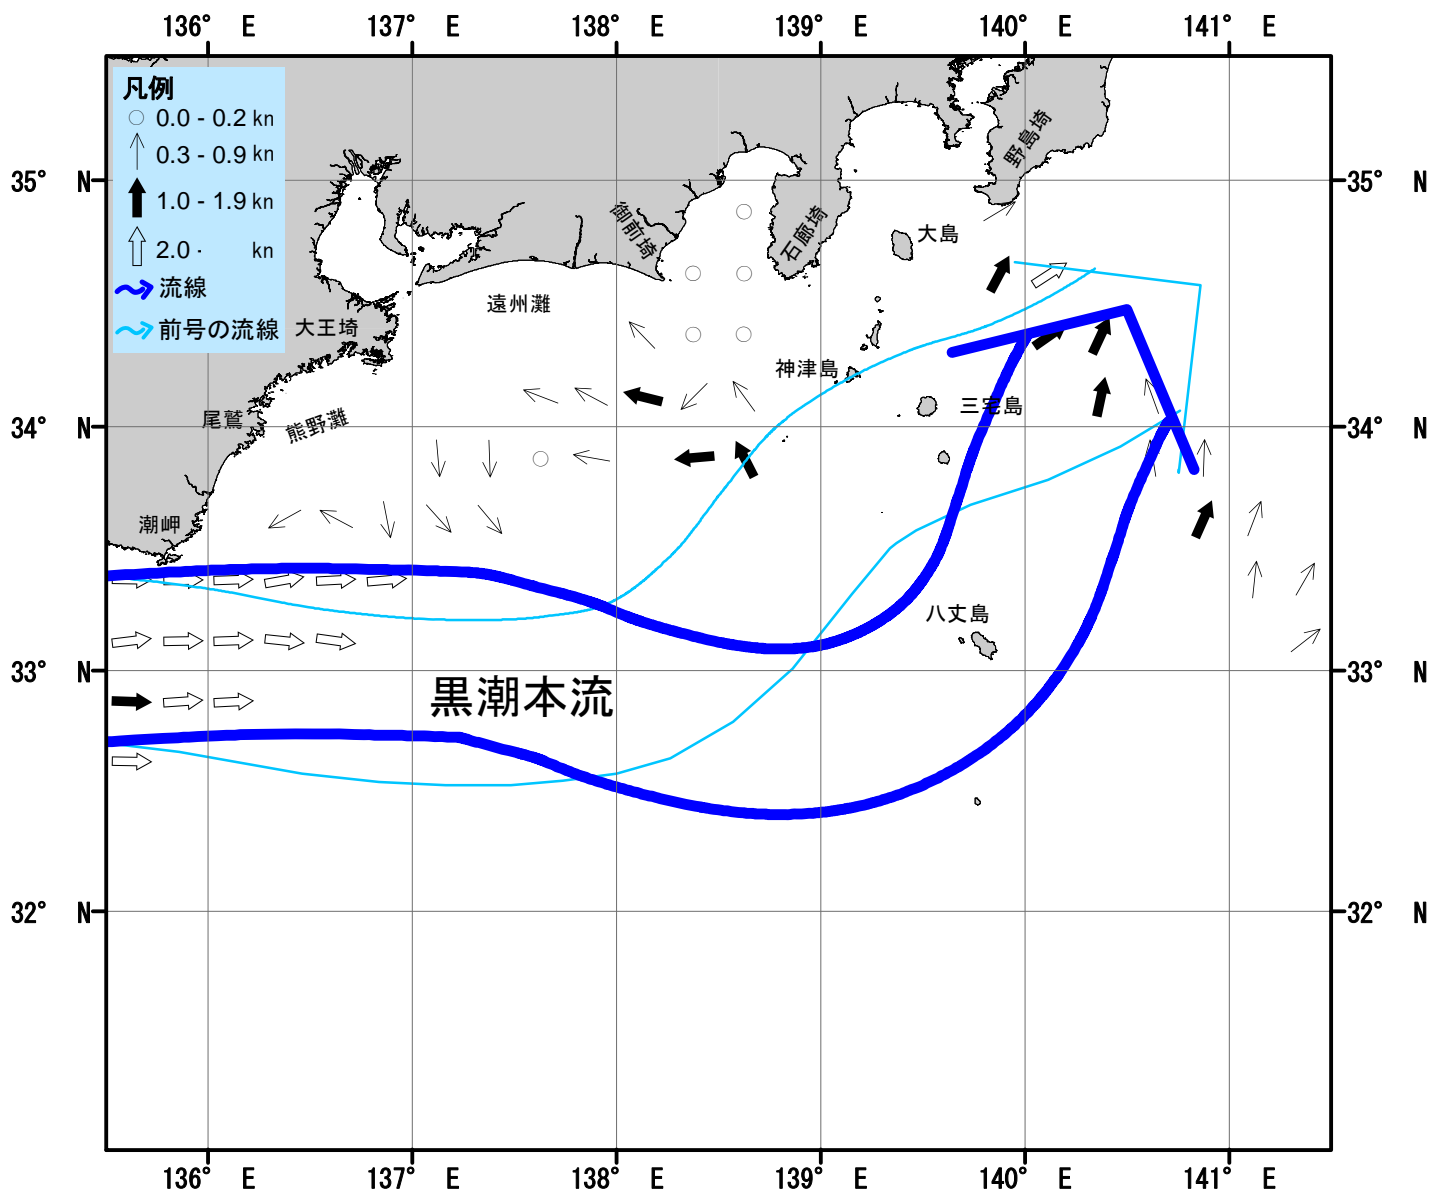 136° E 137° E 138° E 139° E 140° E 141° E
凡例
0.0 - 0.2 kn
0.3 - 0.9 kn
1.0 - 1.9 kn
2.0 - kn
流線
前号の流線
野島埼
35° N
35° N
御前埼
石廊埼
大島
遠州灘
大王埼
神津島
三宅島
尾鷲
熊野灘
34° N
34° N
潮岬
八丈島
33° N
33° N
黒潮本流
32° N
32° N
136° E 137° E 138° E 139° E 140° E 141° E